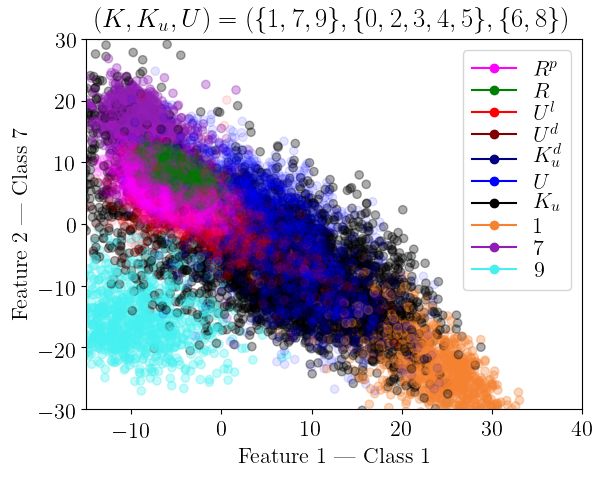 (K, K_u, U) = ({1, 7, 9}, {0, 2, 3, 4, 5}, {6, 8})
30
20
10
0
−10
−20
−30
Feature 2 — Class 7
R^p
R
U^l
U^d
K_u^d
U
K_u
1
7
9
−10
0
10
20
30
40
Feature 1 — Class 1